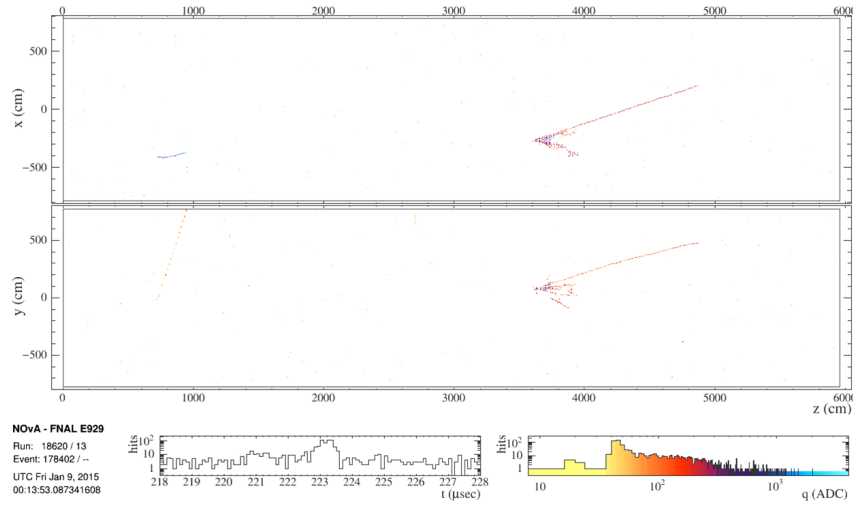 0 1000 2000 3000 4000 5000 6000
500
0
−500
x (cm)
500
0
−500
y (cm)
0 1000 2000 3000 4000 5000 6000
z (cm)
NOvA - FNAL E929
Run: 18620 / 13
Event: 178402 / --
UTC Fri Jan 9, 2015
00:13:53.087341608
hits
10²
10
1
218 219 220 221 222 223 224 225 226 227 228
t (μsec)
hits
10²
10
1
10 10² 10³
q (ADC)